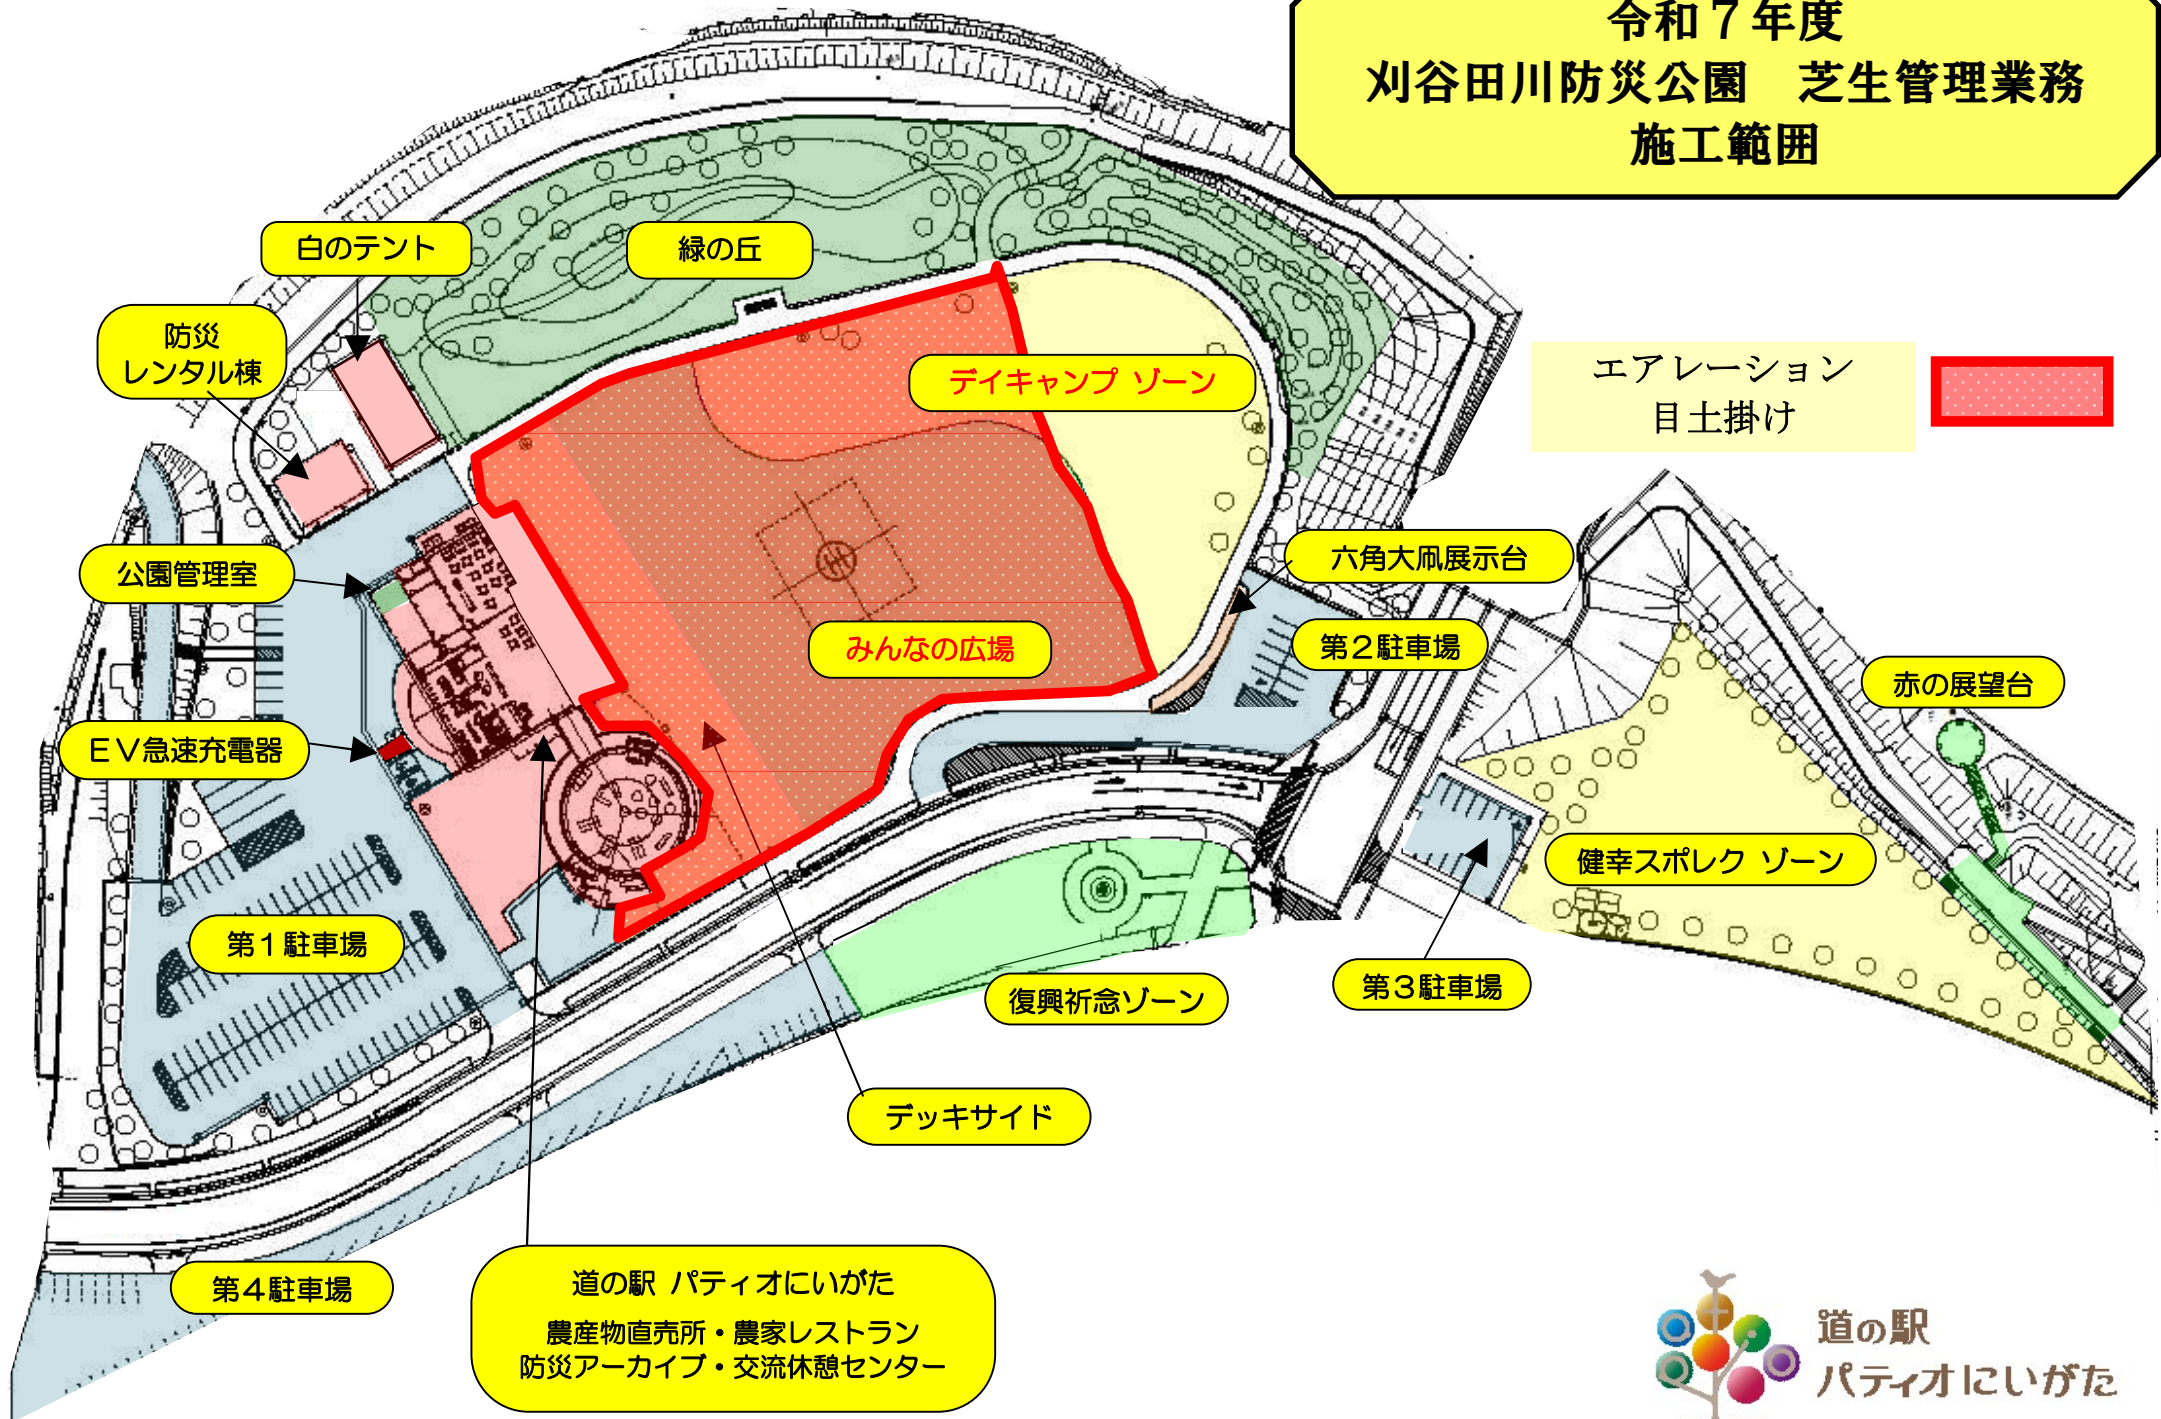 令和７年度
刈谷田川防災公園　芝生管理業務
施工範囲
白のテント
緑の丘
防災
レンタル棟
デイキャンプ ゾーン
エアレーション
目土掛け
公園管理室
六角大凧展示台
みんなの広場
第２駐車場
赤の展望台
ＥＶ急速充電器
健幸スポレク ゾーン
第１駐車場
第３駐車場
復興祈念ゾーン
デッキサイド
第４駐車場
道の駅 パティオにいがた
農産物直売所・農家レストラン
防災アーカイブ・交流休憩センター
道の駅
パティオにいがた